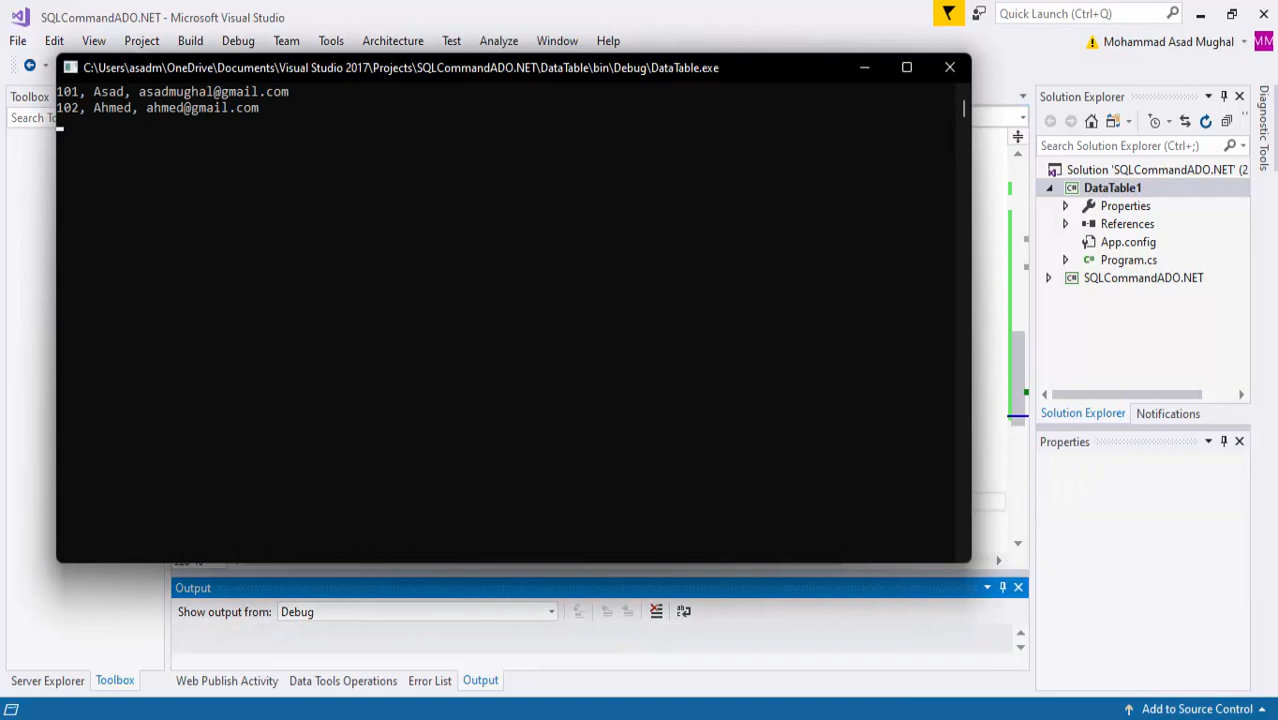 SQLCommandADO.NET - Microsoft Visual Studio
Quick Launch (Ctrl+Q)
File Edit View Project Build Debug Team Tools Architecture Test Analyze Window Help
Mohammad Asad Mughal
MM
C:\Users\asadm\OneDrive\Documents\Visual Studio 2017\Projects\SQLCommandADO.NET\DataTable\bin\Debug\DataTable.exe
101, Asad, asadmughal@gmail.com
102, Ahmed, ahmed@gmail.com
Toolbox
Solution Explorer
Search Solution Explorer (Ctrl+;)
Solution 'SQLCommandADO.NET' (2
DataTable1
Properties
References
App.config
Program.cs
SQLCommandADO.NET
Solution Explorer Notifications
Properties
Diagnostic Tools
Output
Show output from: Debug
Server Explorer Toolbox
Web Publish Activity Data Tools Operations Error List Output
Add to Source Control